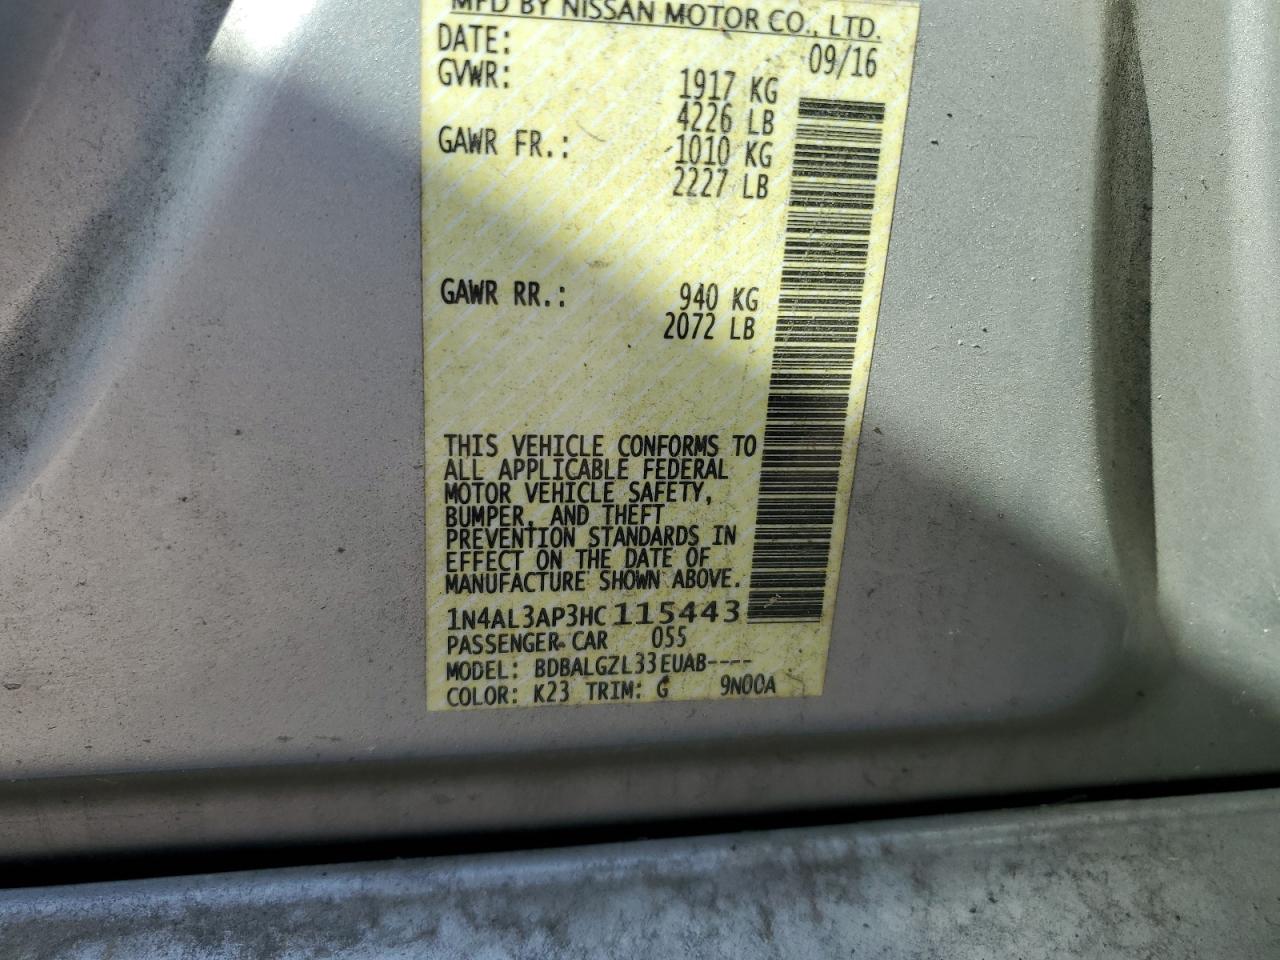 MFD BY NISSAN MOTOR CO., LTD.
DATE: 09/16
GVWR: 1917 KG
4226 LB
GAWR FR.: 1010 KG
2227 LB
GAWR RR.: 940 KG
2072 LB
THIS VEHICLE CONFORMS TO
ALL APPLICABLE FEDERAL
MOTOR VEHICLE SAFETY,
BUMPER, AND THEFT
PREVENTION STANDARDS IN
EFFECT ON THE DATE OF
MANUFACTURE SHOWN ABOVE.
1N4AL3AP3HC115443
PASSENGER CAR 055
MODEL: BDBALGZL33EUAB----
COLOR: K23 TRIM: G 9N00A